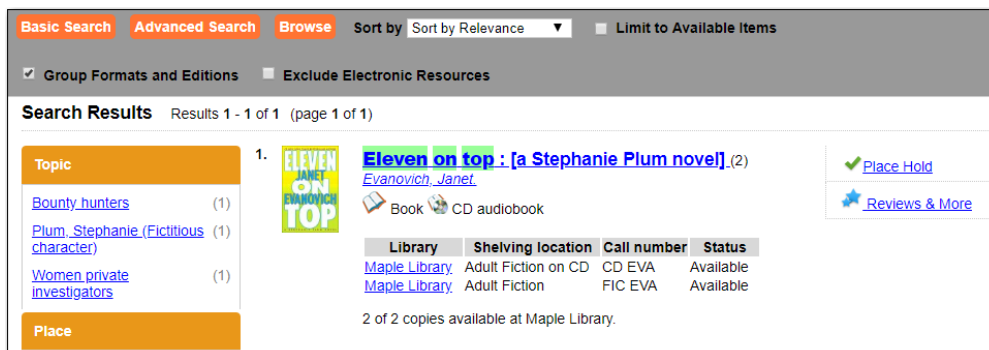 Basic Search Advanced Search Browse Sort by Sort by Relevance Limit to Available Items
Group Formats and Editions Exclude Electronic Resources
Search Results Results 1 - 1 of 1 (page 1 of 1)
Topic
Bounty hunters (1)
Plum, Stephanie (Fictitious (1)
character)
Women private (1)
investigators
Place
1.
ELEVEN
JANET
ON
EVANOVICH
TOP
Eleven on top : [a Stephanie Plum novel] (2)
Evanovich, Janet.
Book CD audiobook
Library Shelving location Call number Status
Maple Library Adult Fiction on CD CD EVA Available
Maple Library Adult Fiction FIC EVA Available
2 of 2 copies available at Maple Library.
Place Hold
Reviews & More